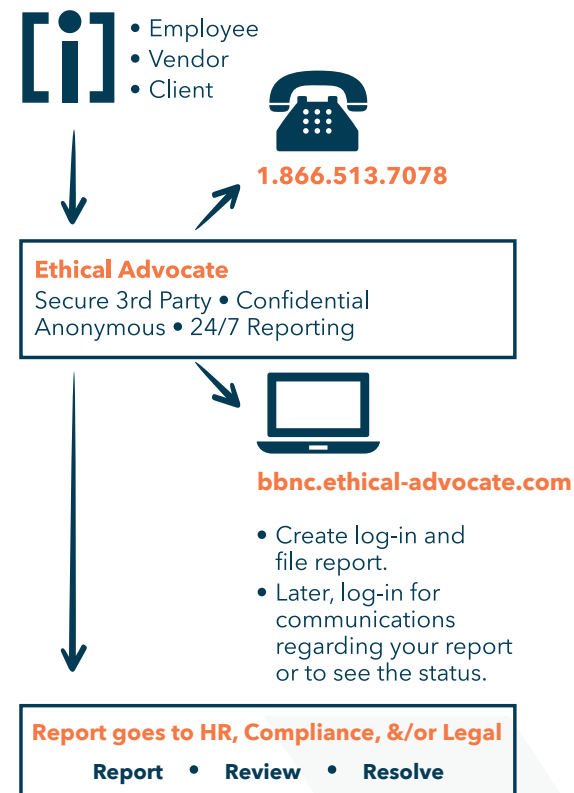 [i]
• Employee
• Vendor
• Client
1.866.513.7078
Ethical Advocate
Secure 3rd Party • Confidential
Anonymous • 24/7 Reporting
bbnc.ethical-advocate.com
• Create log-in and
file report.
• Later, log-in for
communications
regarding your report
or to see the status.
Report goes to HR, Compliance, &/or Legal
Report • Review • Resolve